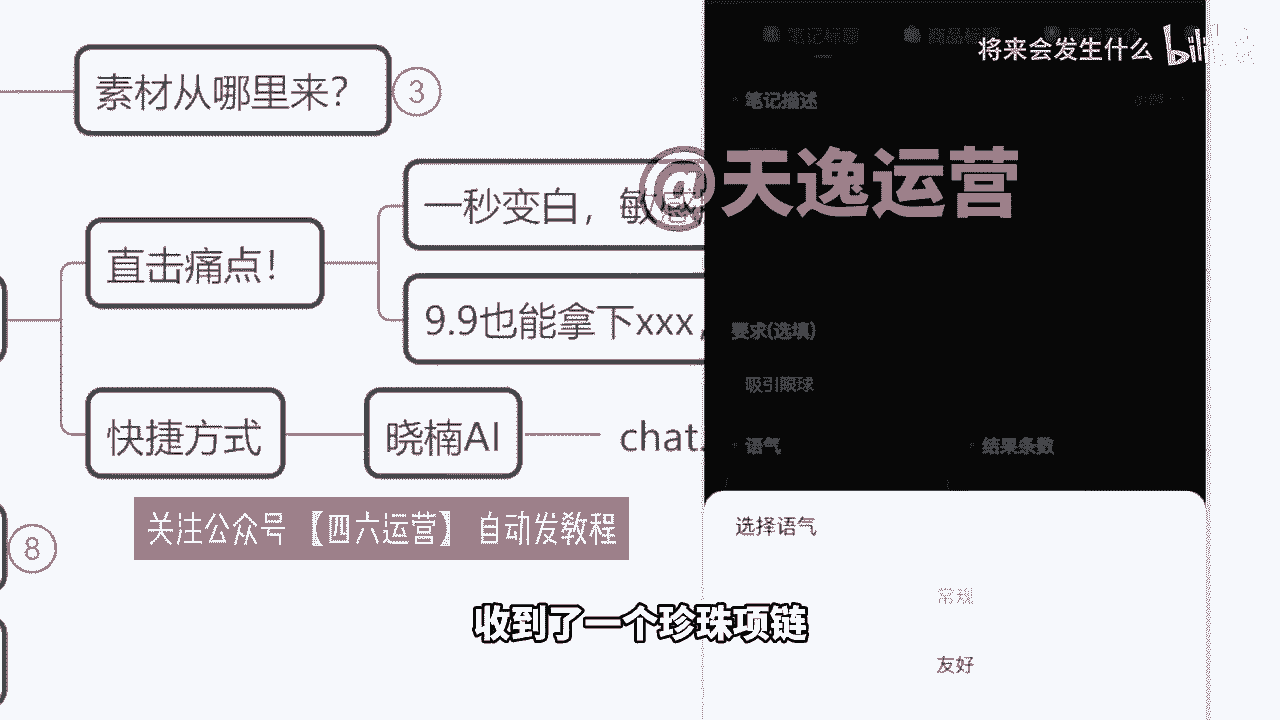 素材从哪里来？
3
直击痛点！
一秒变白，敏感
9.9也能拿下xxx，
快捷方式
晓楠AI
chat.
8
关注公众号 【四六运营】 自动发教程
收到了一个珍珠项链
将来会发生什么
bili
@天逸运营
笔记标题
笔记描述
要求(选填)
吸引眼球
语气
结果条数
选择语气
常规
友好